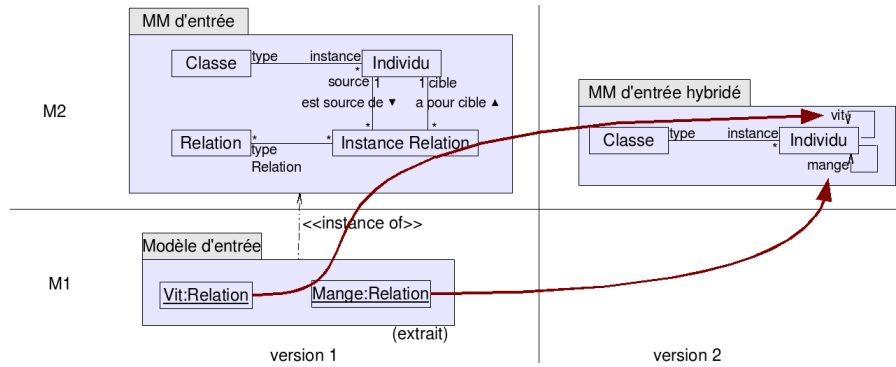 MM d'entrée
Classe
type
instance
*
Individu
source
1
1
cible
est source de ▼
a pour cible ▲
*
*
Relation
*
type
Relation
*
Instance Relation
M2
MM d'entrée hybridé
Classe
type
instance
*
Individu
vit
mange
<<instance of>>
Modèle d'entrée
M1
Vit:Relation
Mange:Relation
(extrait)
version 1
version 2